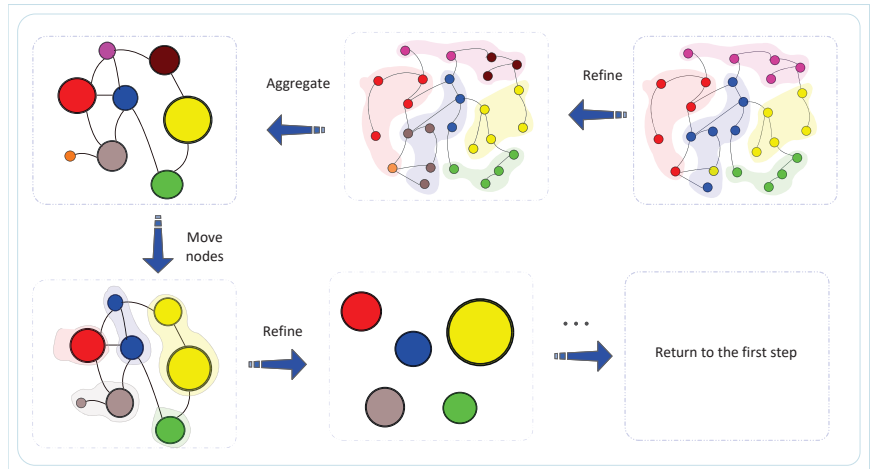 Aggregate
Refine
Move
nodes
Refine
...
Return to the first step